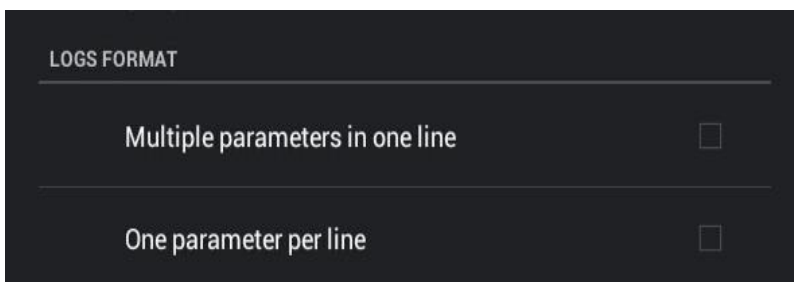 LOGS FORMAT
Multiple parameters in one line
One parameter per line